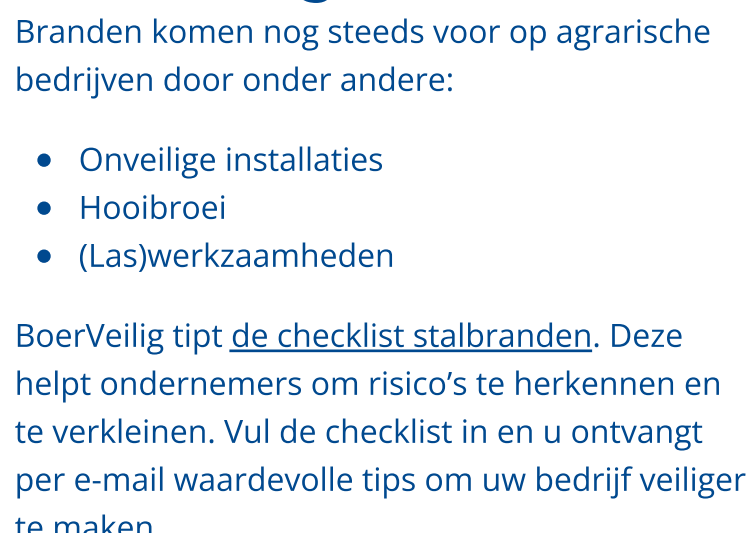 Branden komen nog steeds voor op agrarische
bedrijven door onder andere:
• Onveilige installaties
• Hooibroei
• (Las)werkzaamheden
BoerVeilig tipt de checklist stalbranden. Deze
helpt ondernemers om risico’s te herkennen en
te verkleinen. Vul de checklist in en u ontvangt
per e-mail waardevolle tips om uw bedrijf veiliger
te maken